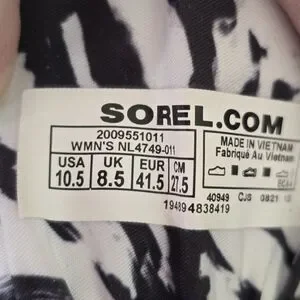 SOREL.COM
2009551011
WMN'S NL4749-011
MADE IN VIETNAM
Fabriqué Au Vietnam
USA UK EUR CM
10.5 8.5 41.5 27.5
40949 CJS 0821
19489 4838419